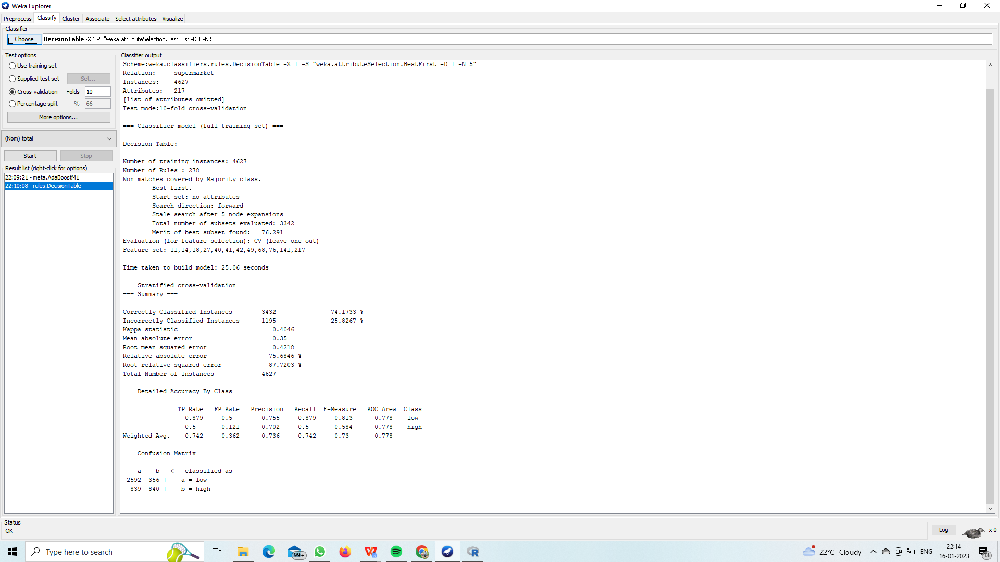 Weka Explorer
Preprocess Classify Cluster Associate Select attributes Visualize
Classifier
Choose DecisionTable -X 1 -S "weka.attributeSelection.BestFirst -D 1 -N 5"
Test options
Use training set
Supplied test set Set...
Cross-validation Folds 10
Percentage split % 66
More options...
(Nom) total
Start Stop
Result list (right-click for options)
22:09:21 - meta.AdaBoostM1
22:10:08 - rules.DecisionTable
Classifier output
Scheme:weka.classifiers.rules.DecisionTable -X 1 -S "weka.attributeSelection.BestFirst -D 1 -N 5"
Relation: supermarket
Instances: 4627
Attributes: 217
[list of attributes omitted]
Test mode:10-fold cross-validation
=== Classifier model (full training set) ===
Decision Table:
Number of training instances: 4627
Number of Rules : 278
Non matches covered by Majority class.
Best first.
Start set: no attributes
Search direction: forward
Stale search after 5 node expansions
Total number of subsets evaluated: 3342
Merit of best subset found: 76.291
Evaluation (for feature selection): CV (leave one out)
Feature set: 11,14,18,27,40,41,42,49,68,76,141,217
Time taken to build model: 25.06 seconds
=== Stratified cross-validation ===
=== Summary ===
Correctly Classified Instances 3432 74.1733 %
Incorrectly Classified Instances 1195 25.8267 %
Kappa statistic 0.4046
Mean absolute error 0.35
Root mean squared error 0.4218
Relative absolute error 75.6846 %
Root relative squared error 87.7203 %
Total Number of Instances 4627
=== Detailed Accuracy By Class ===
TP Rate FP Rate Precision Recall F-Measure ROC Area Class
0.879 0.5 0.755 0.879 0.813 0.778 low
0.5 0.121 0.702 0.5 0.584 0.778 high
Weighted Avg. 0.742 0.362 0.736 0.742 0.73 0.778
=== Confusion Matrix ===
a b <-- classified as
2592 356 | a = low
839 840 | b = high
Status
OK
Log x 0
Type here to search
99+
22°C Cloudy
ENG
22:14
16-01-2023
13